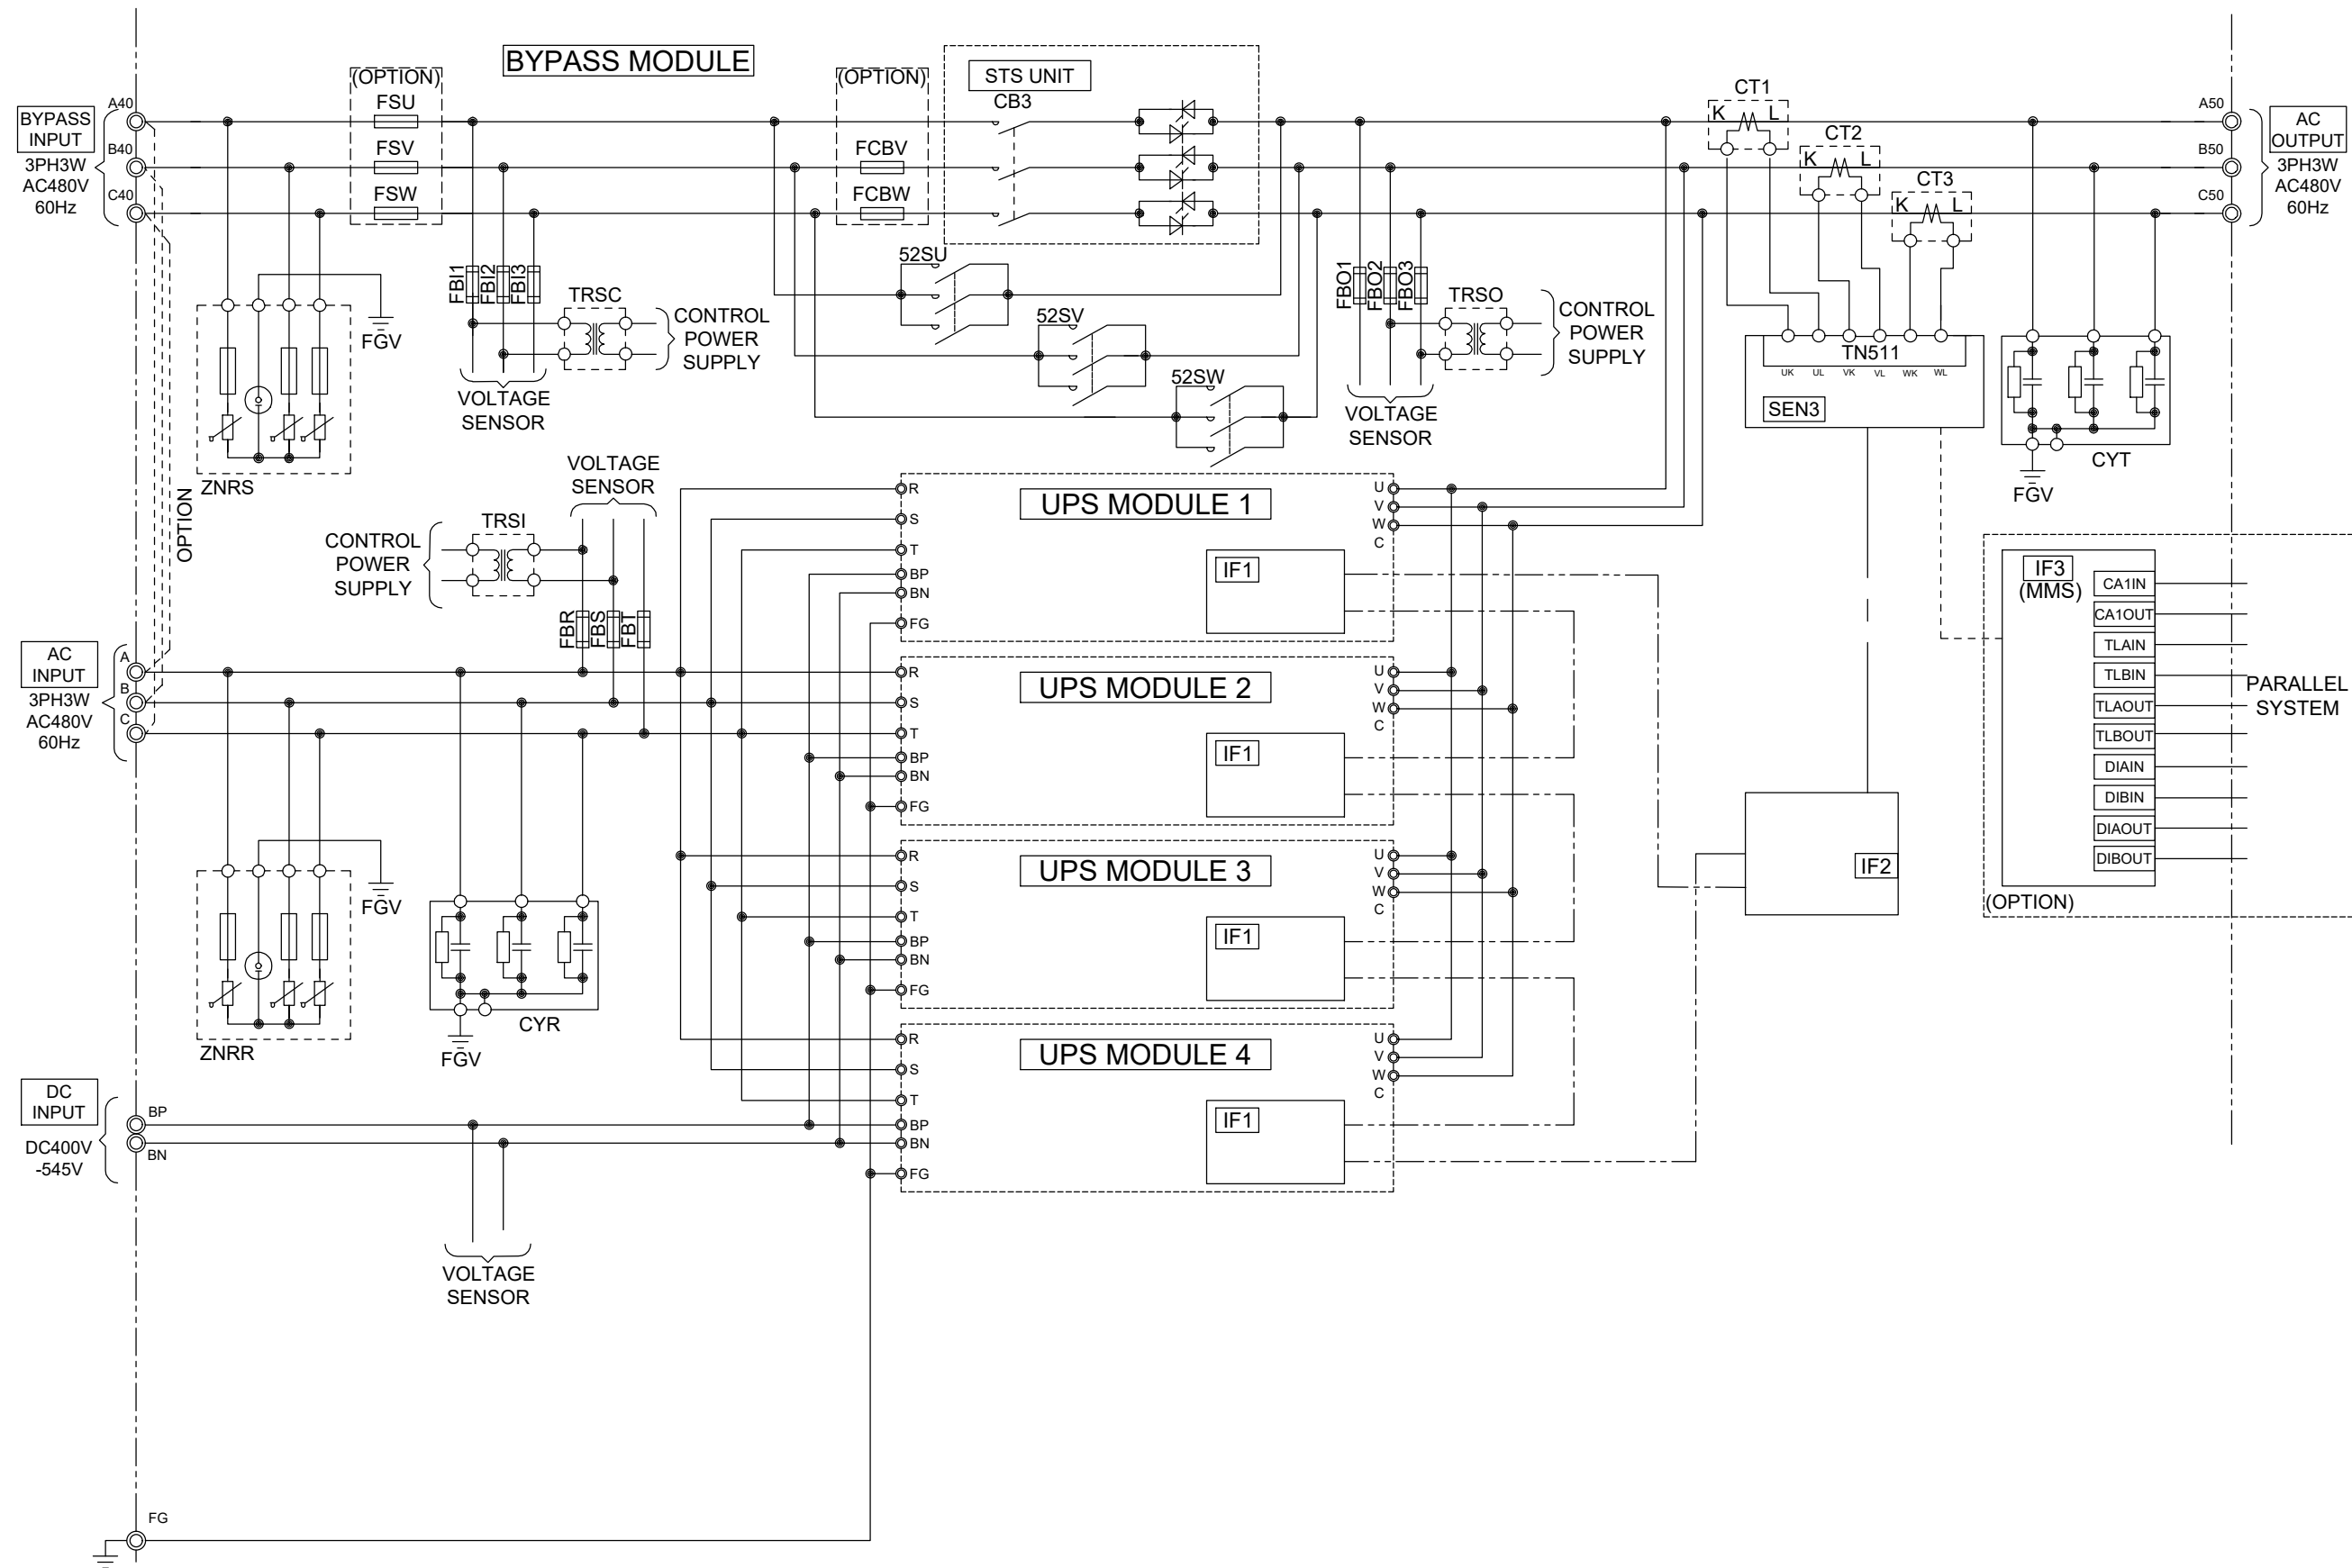 BYPASS MODULE
BYPASS
INPUT
3PH3W
AC480V
60Hz
A40
B40
C40
(OPTION)
FSU
FSV
FSW
(OPTION)
FCBV
FCBW
STS UNIT
CB3
CT1
K L
CT2
K L
CT3
K L
A50
B50
C50
AC
OUTPUT
3PH3W
AC480V
60Hz
FGV
ZNRS
OPTION
FBI1
FBI2
FBI3
TRSC
CONTROL
POWER
SUPPLY
VOLTAGE
SENSOR
52SU
52SV
52SW
FBO1
FBO2
FBO3
TRSO
CONTROL
POWER
SUPPLY
VOLTAGE
SENSOR
TN511
UK UL VK VL WK WL
SEN3
CYT
FGV
VOLTAGE
SENSOR
TRSI
CONTROL
POWER
SUPPLY
FBR
FBS
FBT
AC
INPUT
3PH3W
AC480V
60Hz
A
B
C
FGV
ZNRR
CYR
FGV
DC
INPUT
DC400V
-545V
BP
BN
VOLTAGE
SENSOR
FG
UPS MODULE 1
R
S
T
BP
BN
FG
U
V
W
C
IF1
UPS MODULE 2
R
S
T
BP
BN
FG
U
V
W
C
IF1
UPS MODULE 3
R
S
T
BP
BN
FG
U
V
W
C
IF1
UPS MODULE 4
R
S
T
BP
BN
FG
U
V
W
C
IF1
IF2
IF3
(MMS)
CA1IN
CA1OUT
TLAIN
TLBIN
TLAOUT
TLBOUT
DIAIN
DIBIN
DIAOUT
DIBOUT
(OPTION)
PARALLEL
SYSTEM